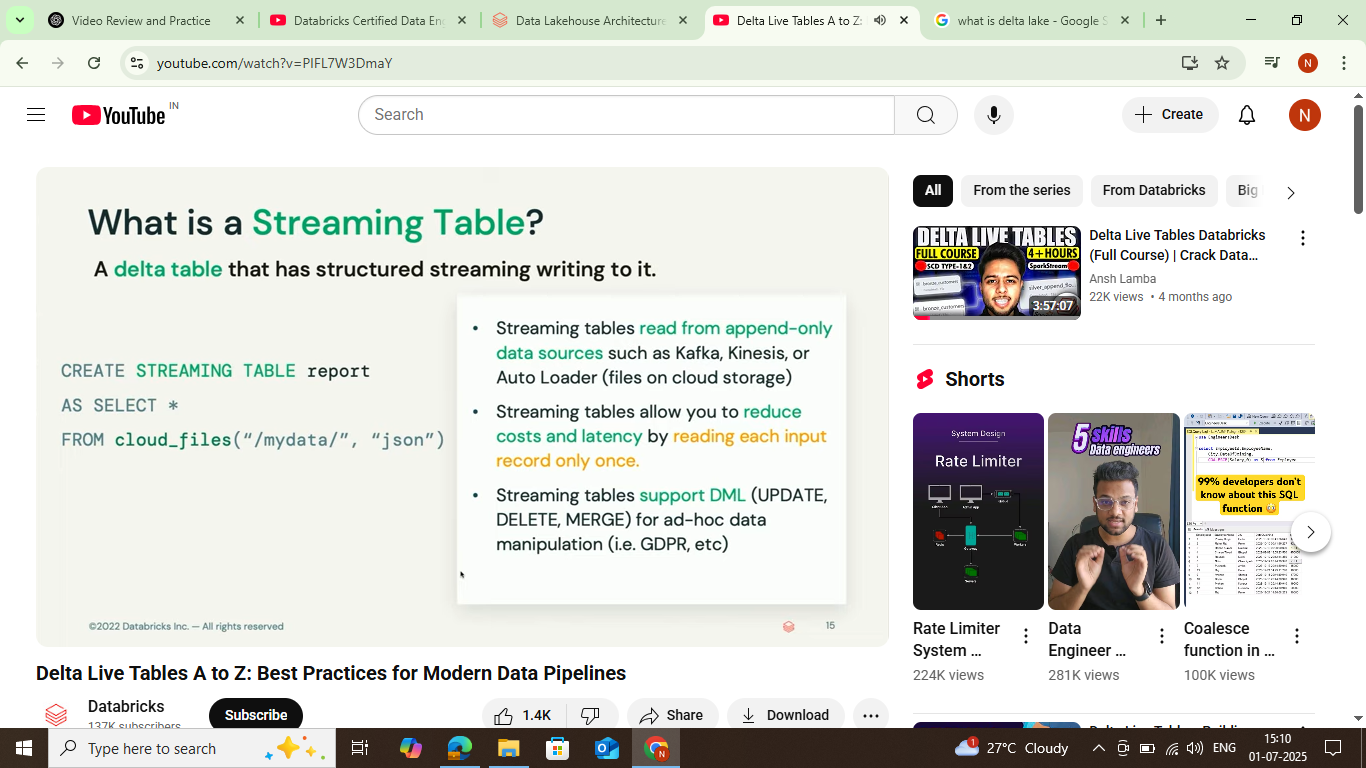 Video Review and Practice
Databricks Certified Data En
Data Lakehouse Architecture
Delta Live Tables A to Z:
what is delta lake - Google S
youtube.com/watch?v=PIFL7W3DmaY
N
YouTube IN
Search
Create
N
What is a Streaming Table?
A delta table that has structured streaming writing to it.
CREATE STREAMING TABLE report
AS SELECT *
FROM cloud_files(“/mydata/”, “json”)
• Streaming tables read from append-only
data sources such as Kafka, Kinesis, or
Auto Loader (files on cloud storage)
• Streaming tables allow you to reduce
costs and latency by reading each input
record only once.
• Streaming tables support DML (UPDATE,
DELETE, MERGE) for ad-hoc data
manipulation (i.e. GDPR, etc)
©2022 Databricks Inc. — All rights reserved
15
Delta Live Tables A to Z: Best Practices for Modern Data Pipelines
Databricks
137K subscribers
Subscribe
1.4K
Share
Download
All
From the series
From Databricks
Big
DELTA LIVE TABLES
FULL COURSE
4+HOURS
SCD TYPE-1&2
SparkStream
3:57:07
Delta Live Tables Databricks
(Full Course) | Crack Data...
Ansh Lamba
22K views • 4 months ago
Shorts
System Design
Rate Limiter
5 skills
Data engineers
99% developers don't
know about this SQL
function
Rate Limiter
System ...
224K views
Data
Engineer ...
281K views
Coalesce
function in ...
100K views
Type here to search
1
27°C Cloudy
ENG
15:10
01-07-2025